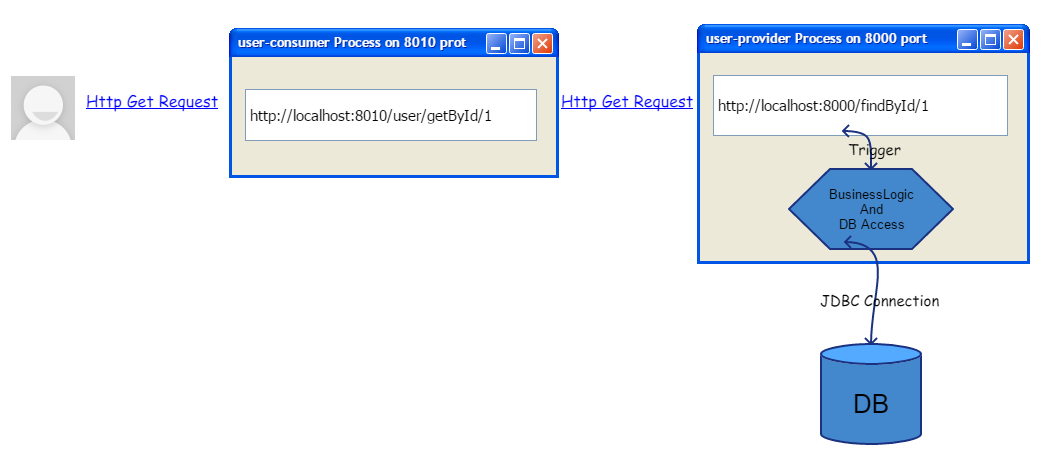 user-consumer Process on 8010 prot
user-provider Process on 8000 port
Http Get Request
http://localhost:8010/user/getById/1
Http Get Request
http://localhost:8000/findById/1
Trigger
BusinessLogic
And
DB Access
JDBC Connection
DB